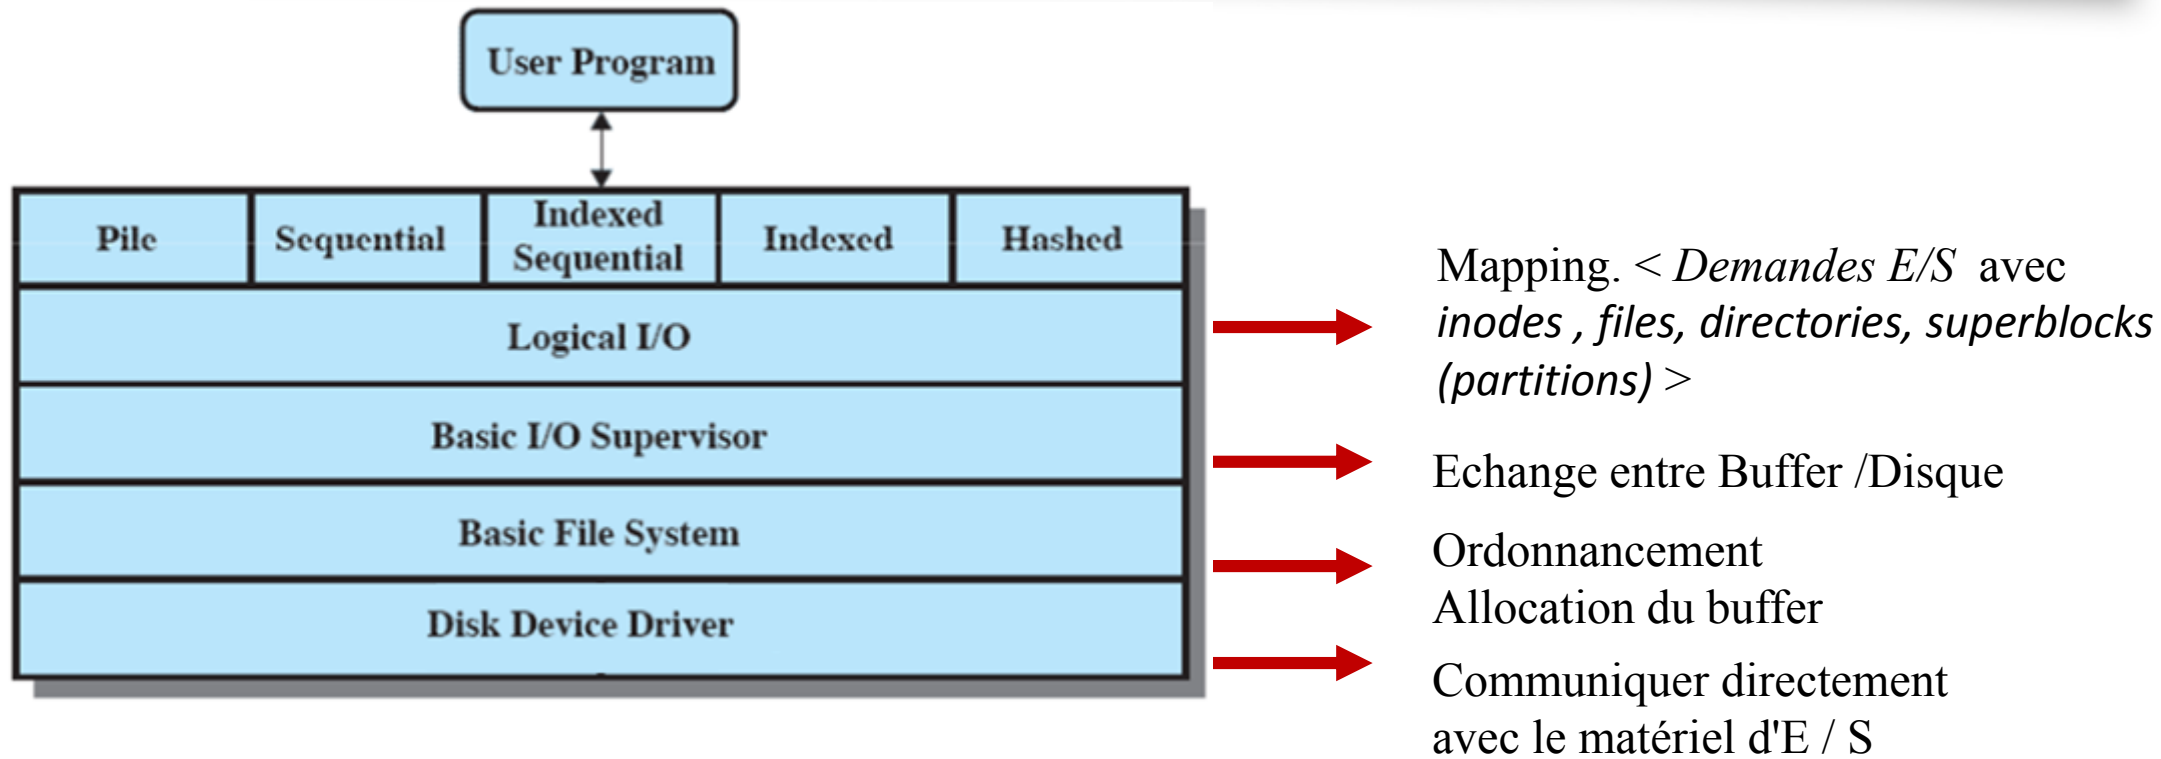 User Program
Pile
Sequential
Indexed
Sequential
Indexed
Hashed
Logical I/O
Basic I/O Supervisor
Basic File System
Disk Device Driver
Mapping. < Demandes E/S avec
inodes , files, directories, superblocks
(partitions) >
Echange entre Buffer /Disque
Ordonnancement
Allocation du buffer
Communiquer directement
avec le matériel d'E / S